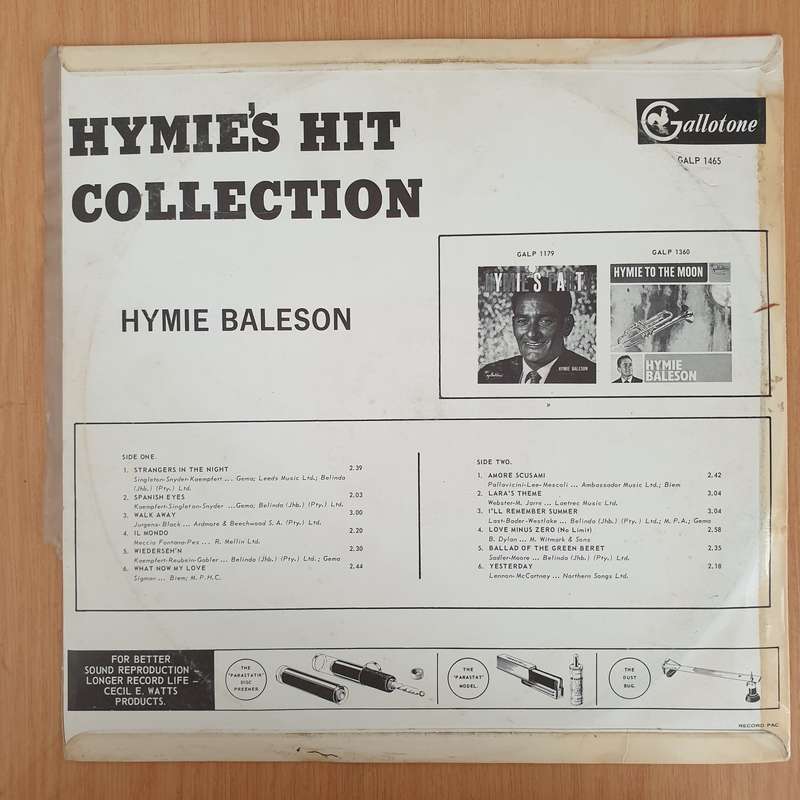 HYMIE'S HIT
COLLECTION
Gallotone
GALP 1465
HYMIE BALESON
GALP 1179
HYMIE BALESON
GALP 1360
HYMIE TO THE MOON
HYMIE
BALESON
SIDE ONE.
1. STRANGERS IN THE NIGHT 2.39
Singleton-Snyder-Kaempfert ... Gema; Leeds Music Ltd.; Belinda
(Jhb.) (Pty.) Ltd.
2. SPANISH EYES 2.03
Kaempfert-Singleton-Snyder ...Gema; Belinda (Jhb.) (Pty.) Ltd.
3. WALK AWAY 3.00
Jurgens-Black ... Ardmore & Beechwood S. A. (Pty.) Ltd.
4. IL MONDO 2.20
Meccia Fontana-Pes ... R. Mellin Ltd.
5. WIEDERSEH'N 2.30
Kaempfert-Reubein-Gabler ... Belinda (Jhb.) (Pty.) Ltd.; Gema
6. WHAT NOW MY LOVE 2.44
Sigman ... Biem; M.P.H.C.
SIDE TWO.
1. AMORE SCUSAMI 2.42
Pallavicini-Lee-Mescoli ... Ambassador Music Ltd.; Biem
2. LARA'S THEME 3.04
Webster-M. Jarre ... Laetrec Music Ltd.
3. I'LL REMEMBER SUMMER 3.04
Last-Bader-Westlake ... Belinda (Jhb.) (Pty.) Ltd.; M.P.A.; Gema
4. LOVE MINUS ZERO (No Limit) 2.58
B. Dylan ... M. Witmark & Sons
5. BALLAD OF THE GREEN BERET 2.35
Sadler-Moore ... Belinda (Jhb.) (Pty.) Ltd.
6. YESTERDAY 2.18
Lennon-McCartney ... Northern Songs Ltd.
FOR BETTER
SOUND REPRODUCTION –
LONGER RECORD LIFE –
CECIL E. WATTS
PRODUCTS.
THE
"PARASTATIK"
DISC
PREENER.
THE
"PARASTAT"
MODEL.
THE
DUST
BUG.
RECORD PAC